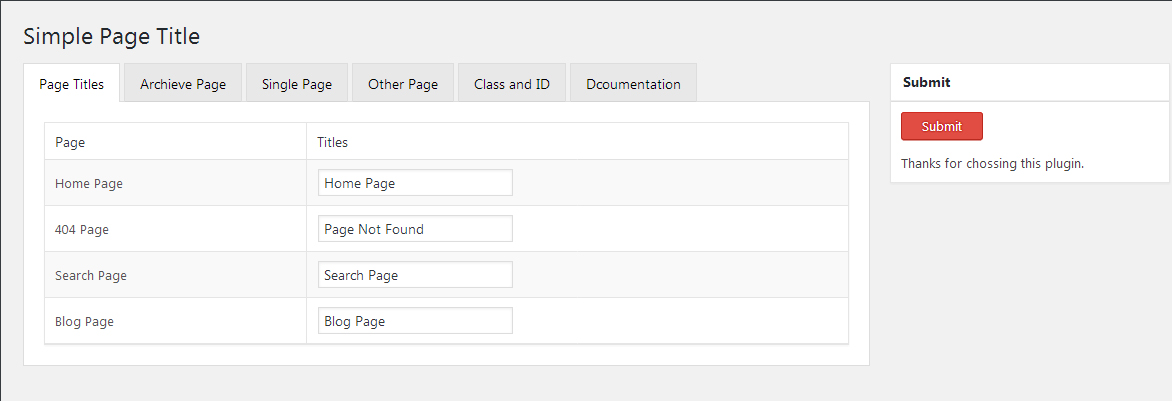 Simple Page Title
Page Titles Archieve Page Single Page Other Page Class and ID Dcoumentation
Page Titles
Home Page Home Page
404 Page Page Not Found
Search Page Search Page
Blog Page Blog Page
Submit
Submit
Thanks for chossing this plugin.